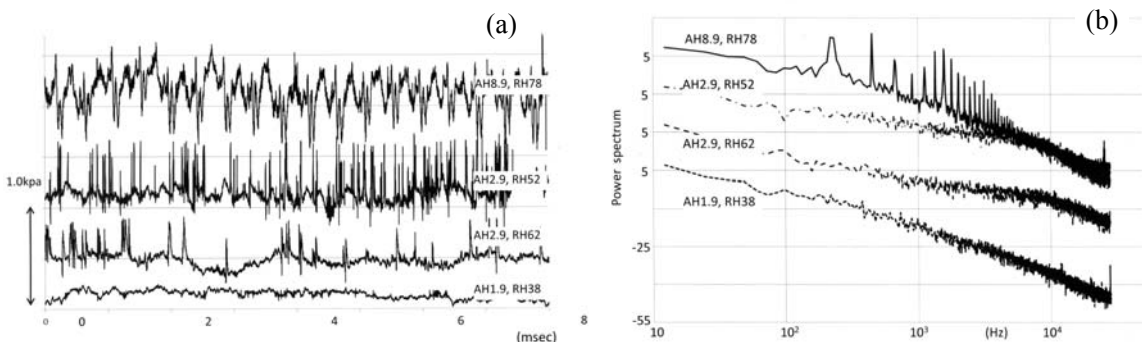 (a)
AH8.9, RH78
AH2.9, RH52
AH2.9, RH62
AH1.9, RH38
1.0kpa
0 0 2 4 6 8
(msec)
(b)
AH8.9, RH78
AH2.9, RH52
AH2.9, RH62
AH1.9, RH38
Power spectrum
5
5
5
5
-25
-55
10 10² 10³ (Hz) 10⁴